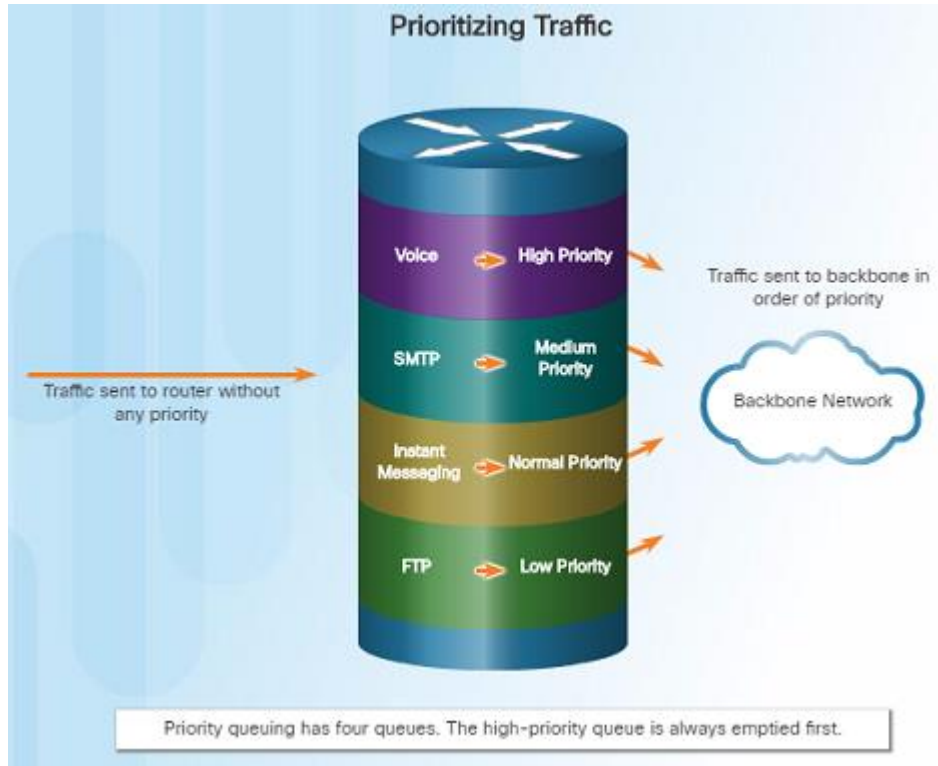 Prioritizing Traffic
Voice
High Priority
Traffic sent to backbone in
order of priority
SMTP
Medium
Priority
Traffic sent to router without
any priority
Backbone Network
Instant
Messaging
Normal Priority
FTP
Low Priority
Priority queuing has four queues. The high-priority queue is always emptied first.